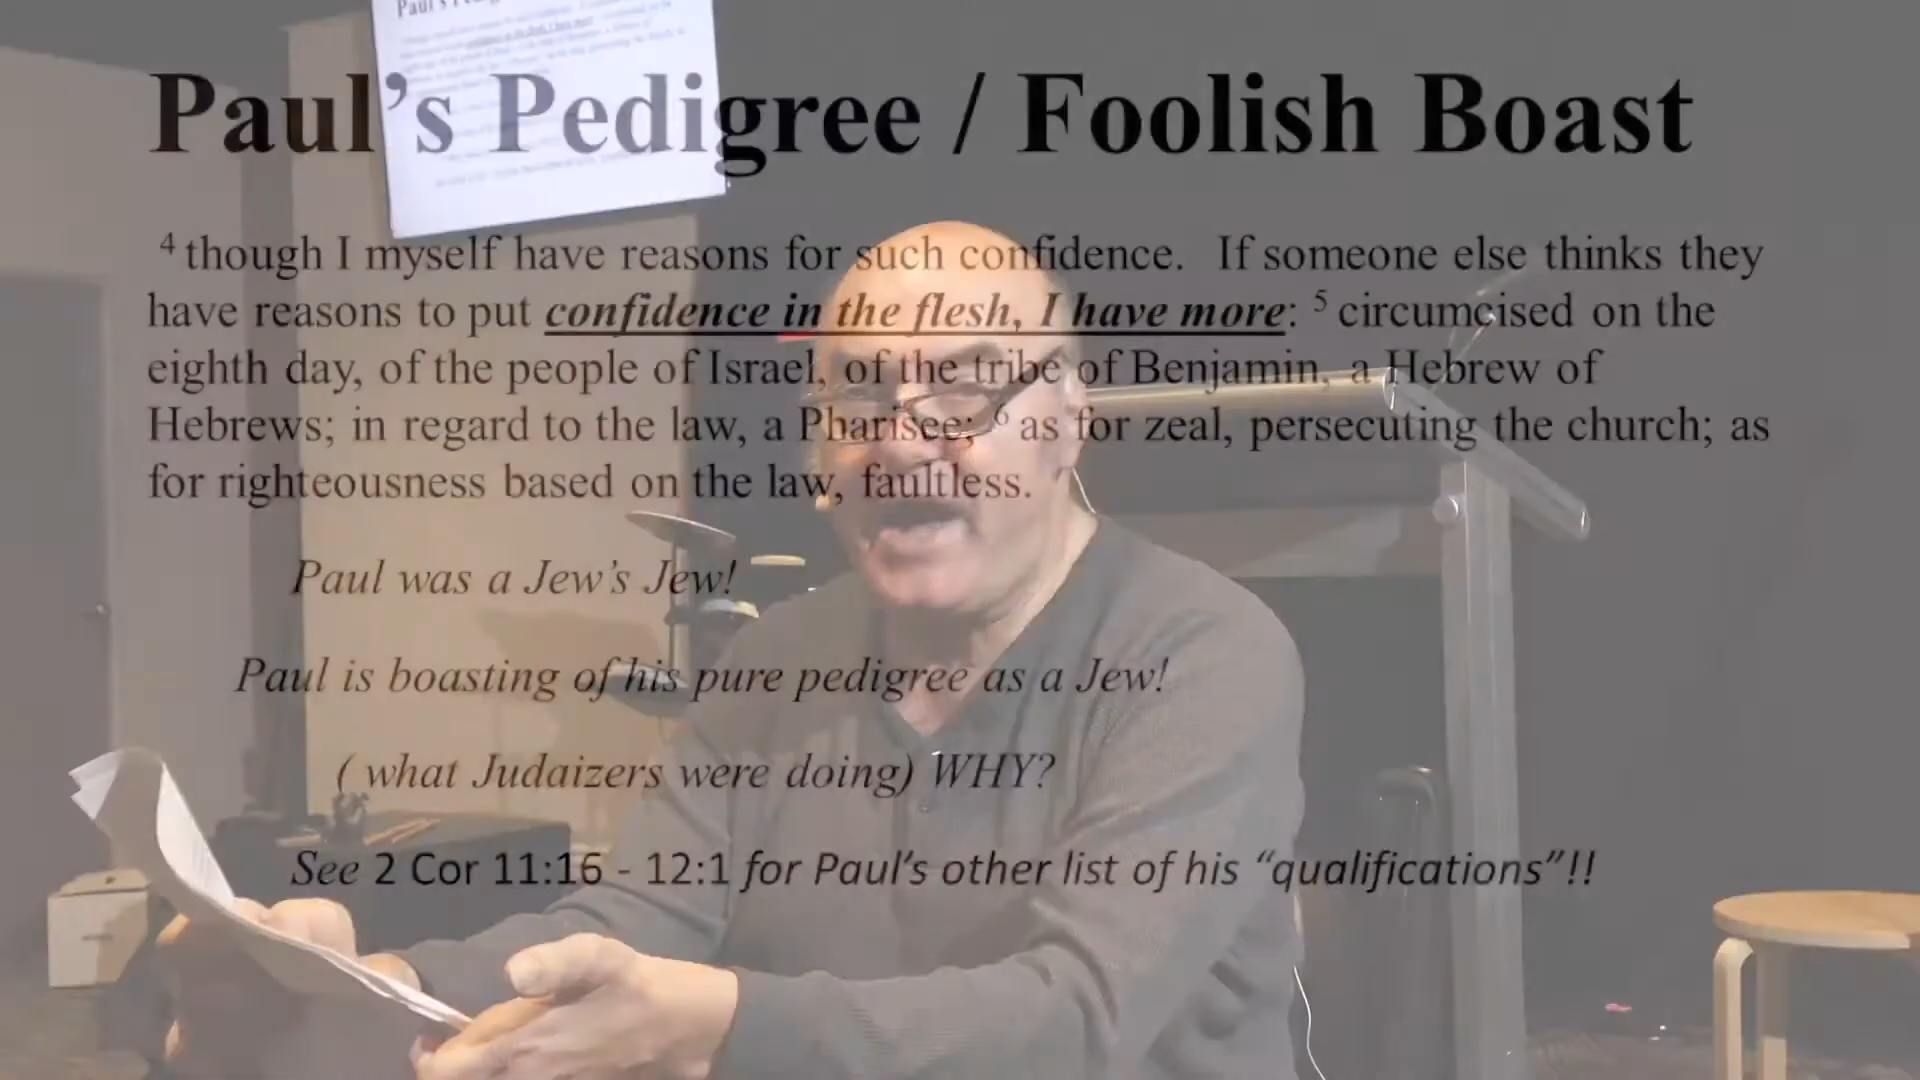 Paul's Pedig
Paul's Pedigree / Foolish Boast
4 though I myself have reasons for such confidence. If someone else thinks they
have reasons to put confidence in the flesh, I have more: 5 circumcised on the
eighth day, of the people of Israel, of the tribe of Benjamin, a Hebrew of
Hebrews; in regard to the law, a Pharisee; 6 as for zeal, persecuting the church; as
for righteousness based on the law, faultless.
Paul was a Jew’s Jew!
Paul is boasting of his pure pedigree as a Jew!
( what Judaizers were doing) WHY?
See 2 Cor 11:16 - 12:1 for Paul’s other list of his “qualifications”!!